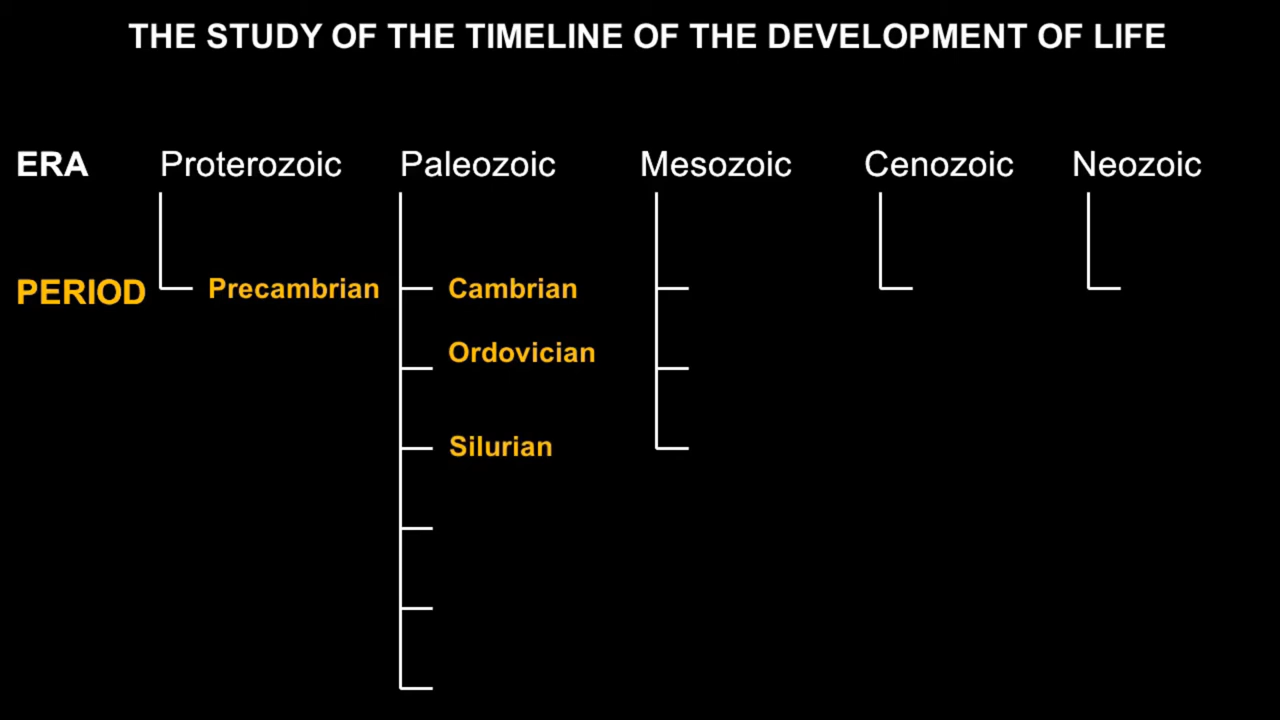 THE STUDY OF THE TIMELINE OF THE DEVELOPMENT OF LIFE
ERA Proterozoic Paleozoic Mesozoic Cenozoic Neozoic
PERIOD Precambrian Cambrian
Ordovician
Silurian